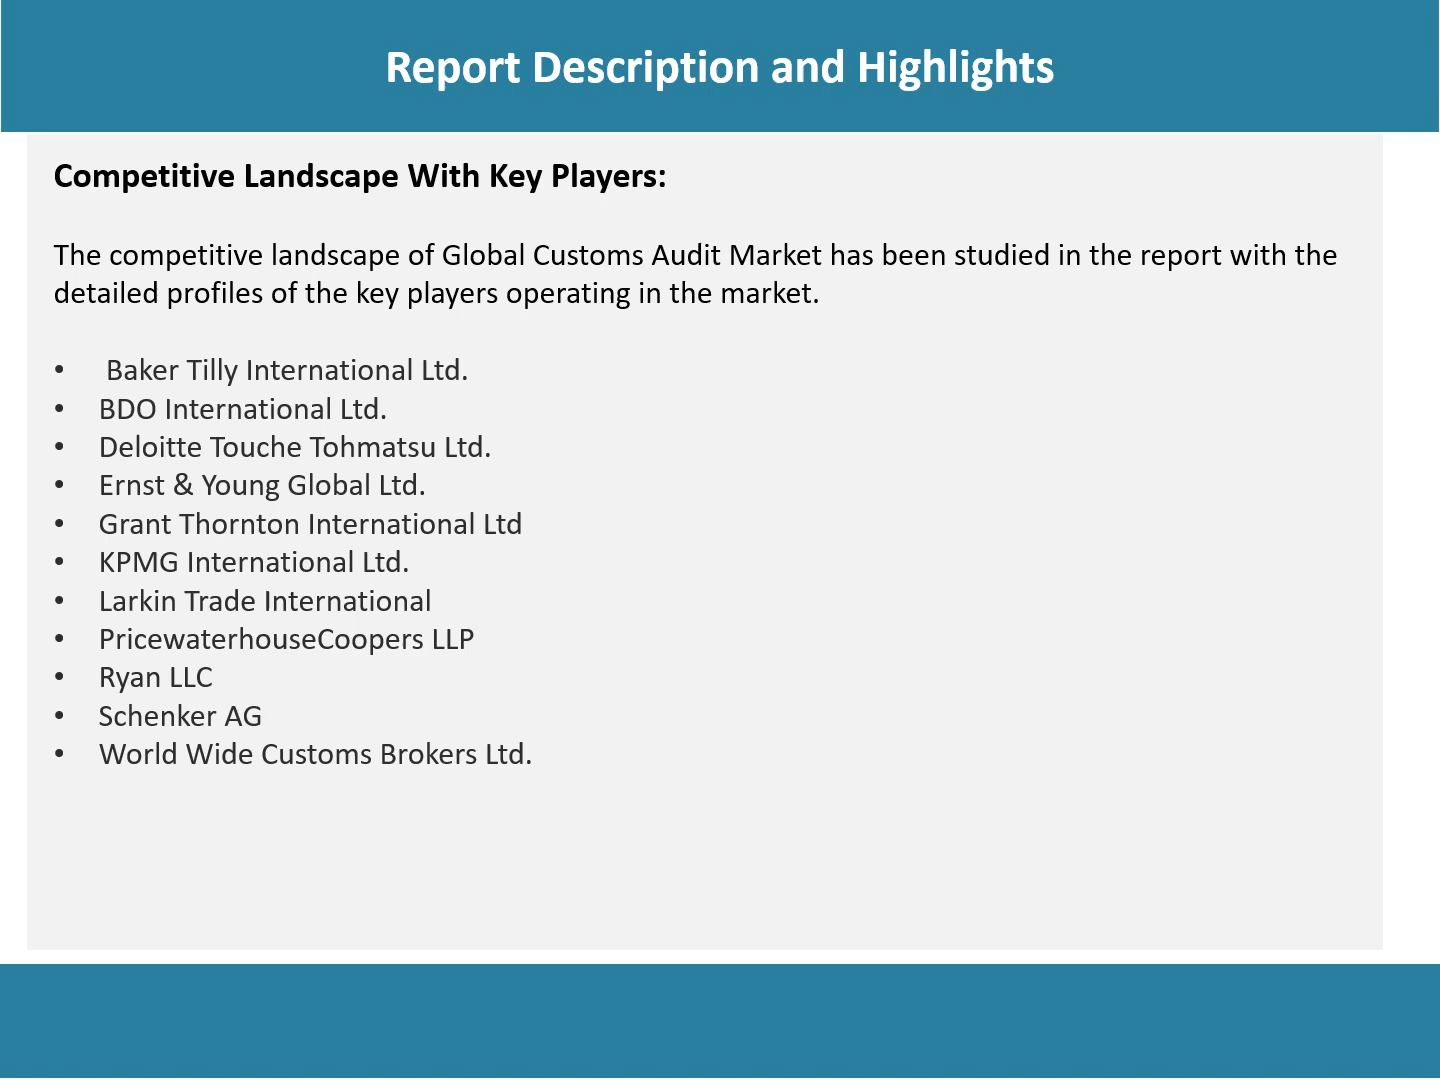 Report Description and Highlights
Competitive Landscape With Key Players:
The competitive landscape of Global Customs Audit Market has been studied in the report with the
detailed profiles of the key players operating in the market.
• Baker Tilly International Ltd.
• BDO International Ltd.
• Deloitte Touche Tohmatsu Ltd.
• Ernst & Young Global Ltd.
• Grant Thornton International Ltd
• KPMG International Ltd.
• Larkin Trade International
• PricewaterhouseCoopers LLP
• Ryan LLC
• Schenker AG
• World Wide Customs Brokers Ltd.